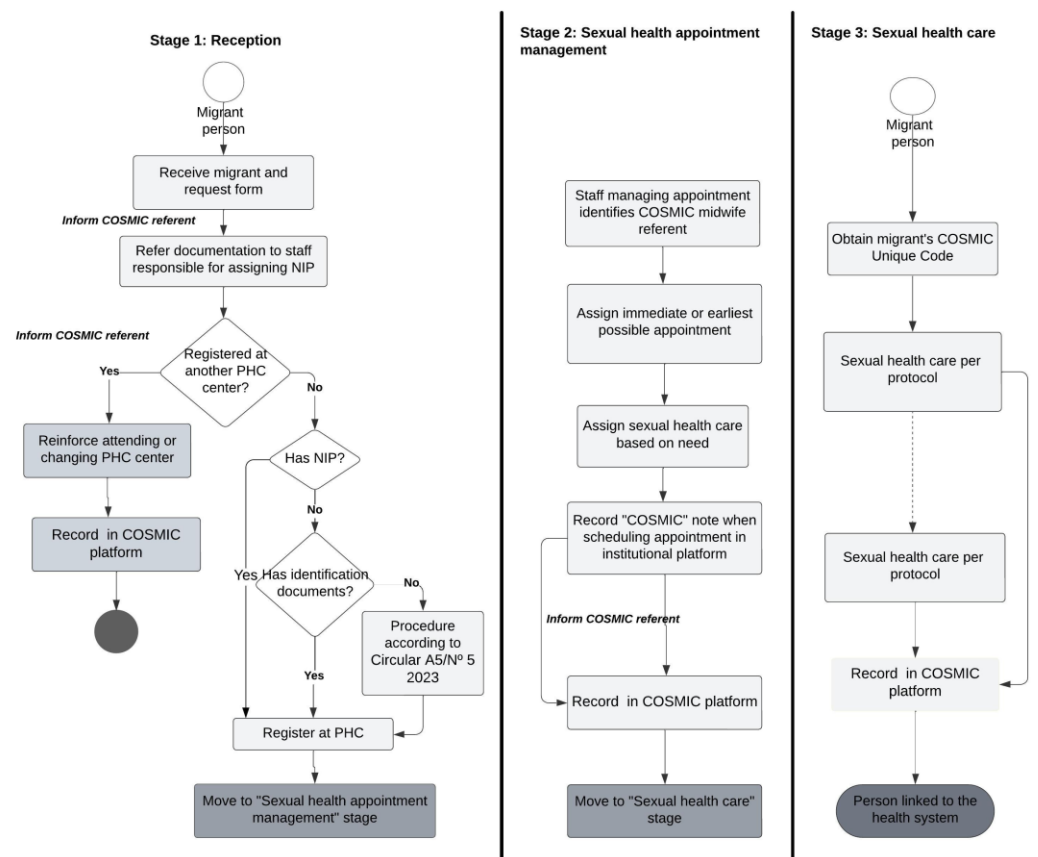 Stage 1: Reception
Migrant
person
Receive migrant and
request form
Inform COSMIC referent
Refer documentation to staff
responsible for assigning NIP
Inform COSMIC referent
Registered at
another PHC
center?
Yes
No
Reinforce attending or
changing PHC center
Has NIP?
Record in COSMIC
platform
No
Yes
Has identification
documents?
No
Procedure
according to
Circular A5/Nº 5
2023
Yes
Register at PHC
Move to "Sexual health appointment
management" stage
Stage 2: Sexual health appointment
management
Staff managing appointment
identifies COSMIC midwife
referent
Assign immediate or earliest
possible appointment
Assign sexual health care
based on need
Record "COSMIC" note when
scheduling appointment in
institutional platform
Inform COSMIC referent
Record in COSMIC platform
Move to "Sexual health care"
stage
Stage 3: Sexual health care
Migrant
person
Obtain migrant's COSMIC
Unique Code
Sexual health care per
protocol
Sexual health care per
protocol
Record in COSMIC
platform
Person linked to the
health system